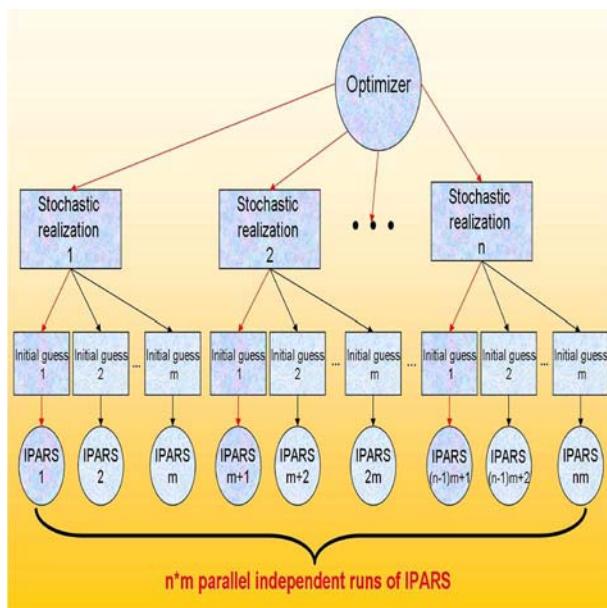 Optimizer
Stochastic
realization
1
Stochastic
realization
2
• • •
Stochastic
realization
n
Initial guess
1
Initial guess
2
...
Initial guess
m
Initial guess
1
Initial guess
2
...
Initial guess
m
...
Initial guess
1
Initial guess
2
...
Initial guess
m
IPARS
1
IPARS
2
IPARS
m
IPARS
m+1
IPARS
m+2
IPARS
2m
IPARS
(n-1)m+1
IPARS
(n-1)m+2
IPARS
nm
n*m parallel independent runs of IPARS